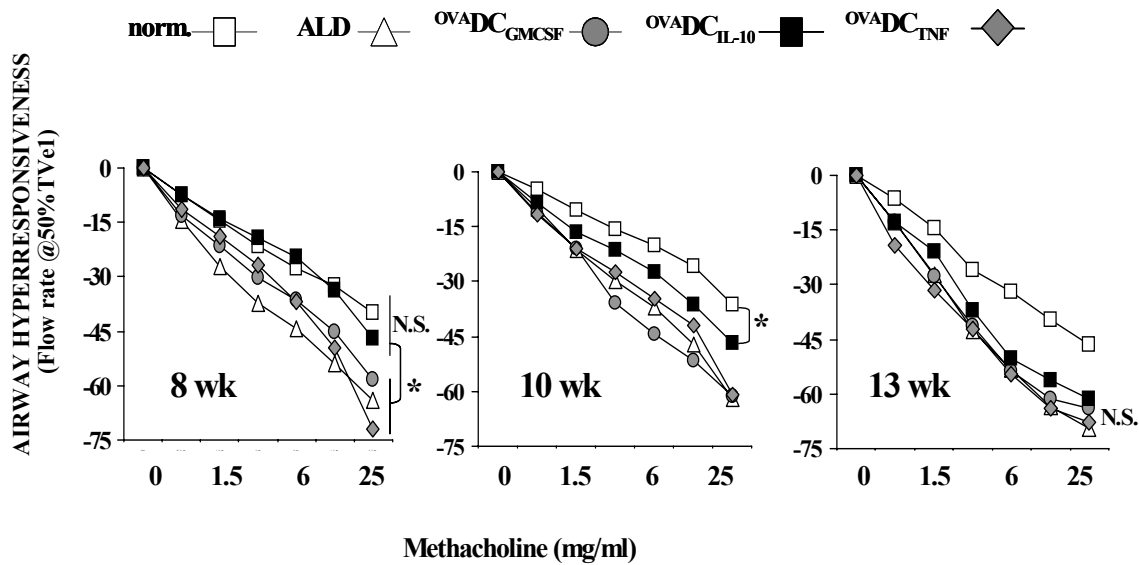 norm. ALD OVADCGMCSF OVADCIL-10 OVADCTNF
AIRWAY HYPERRESPONSIVENESS
(Flow rate @50%TVe1)
0
-15
-30
-45
-60
-75
N.S.
*
8 wk
0 1.5 6 25
0
-15
-30
-45
-60
-75
*
10 wk
0 1.5 6 25
0
-15
-30
-45
-60
-75
13 wk
N.S.
0 1.5 6 25
Methacholine (mg/ml)